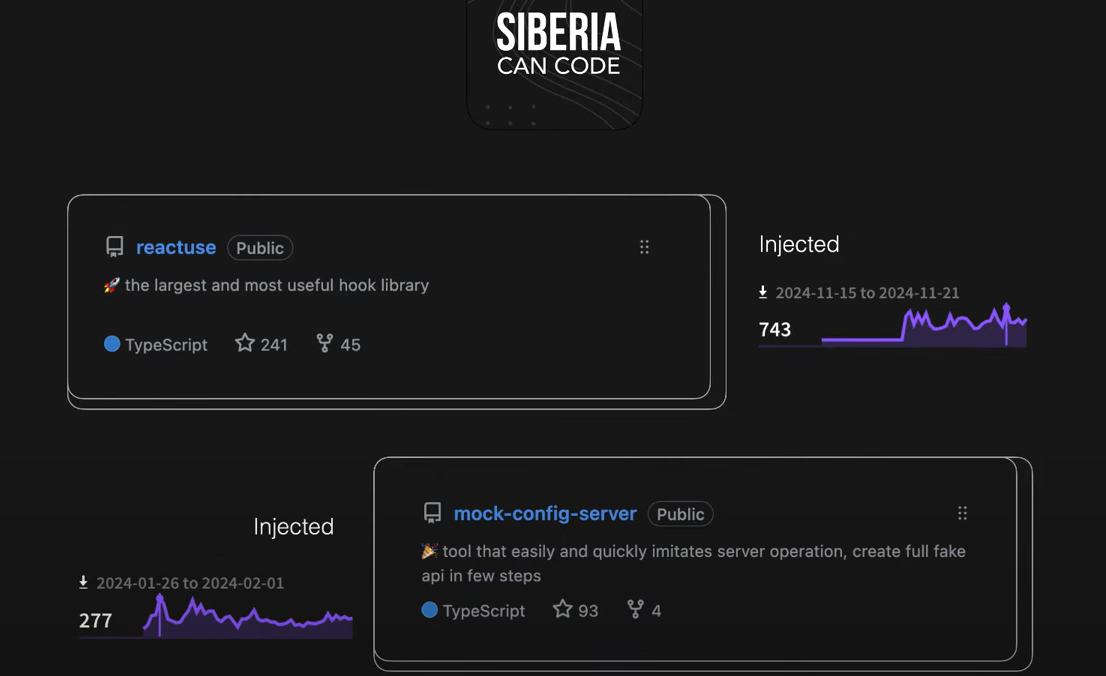 SIBERIA
CAN CODE
reactuse Public
🚀 the largest and most useful hook library
TypeScript 241 45
Injected
2024-11-15 to 2024-11-21
743
mock-config-server Public
🎉 tool that easily and quickly imitates server operation, create full fake
api in few steps
TypeScript 93 4
Injected
2024-01-26 to 2024-02-01
277